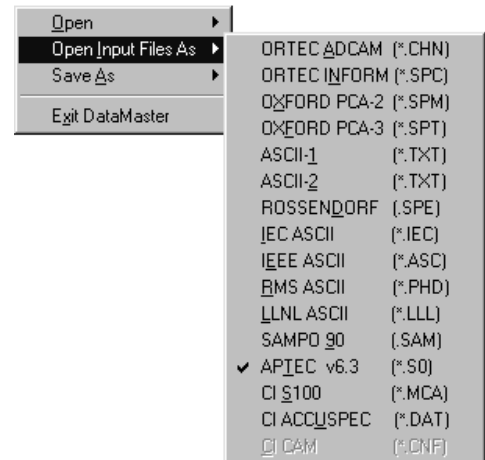 Open
Open Input Files As
Save As
Exit DataMaster
ORTEC ADCAM (*.CHN)
ORTEC INFORM (*.SPC)
OXFORD PCA-2 (*.SPM)
OXFORD PCA-3 (*.SPT)
ASCII-1 (*.TXT)
ASCII-2 (*.TXT)
ROSSENDORF (.SPE)
IEC ASCII (*.IEC)
IEEE ASCII (*.ASC)
RMS ASCII (*.PHD)
LLNL ASCII (*.LLL)
SAMPO 90 (.SAM)
APTEC v6.3 (*.S0)
CI S100 (*.MCA)
CI ACCUSPEC (*.DAT)
CI CAM (*.CNF)